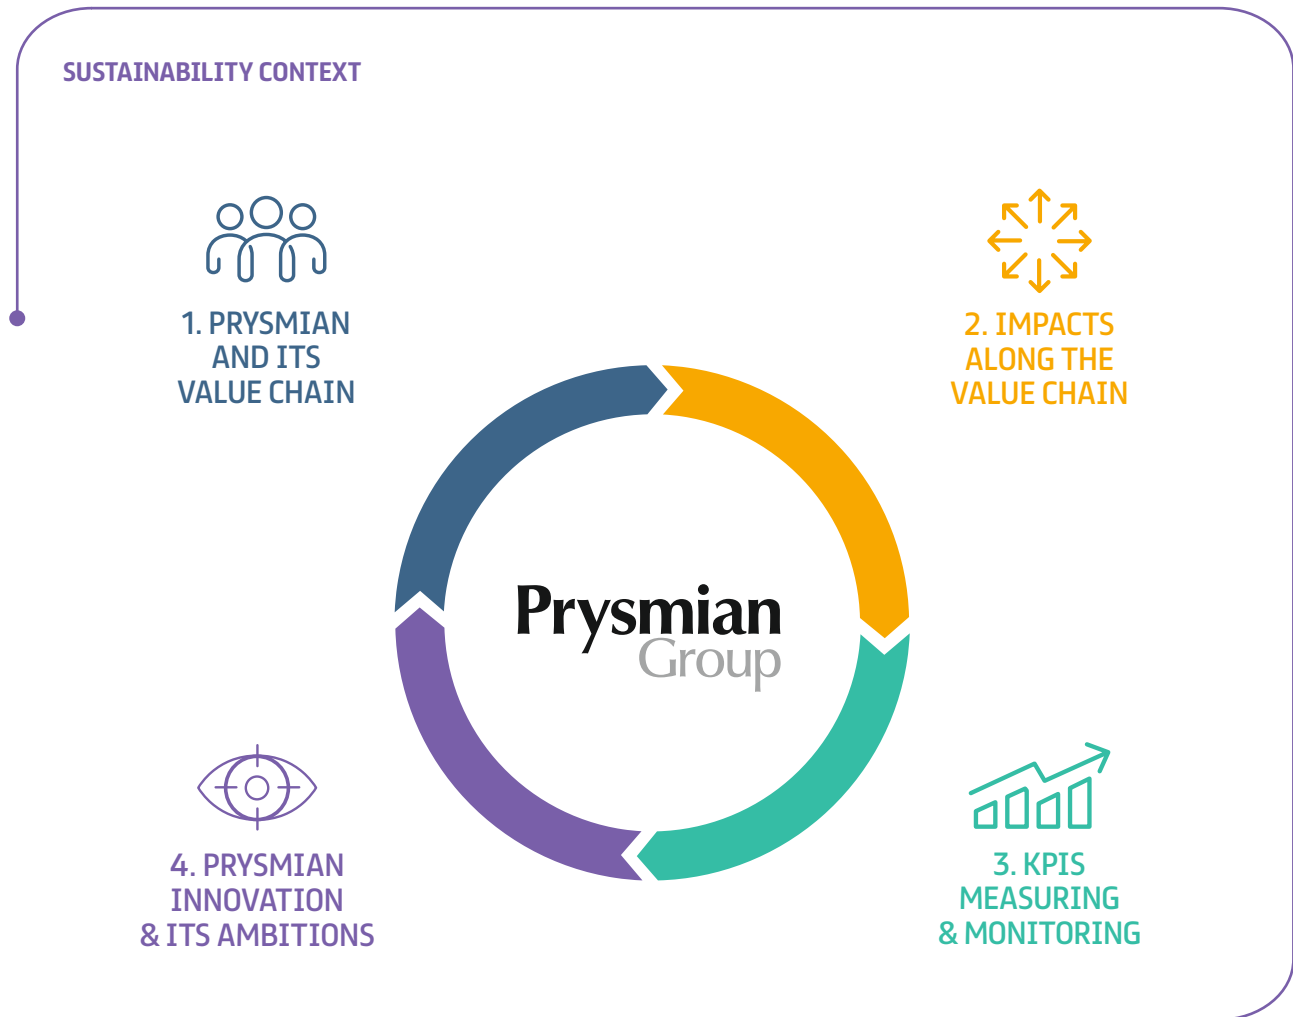 SUSTAINABILITY CONTEXT
1. PRYSMIAN
AND ITS
VALUE CHAIN
2. IMPACTS
ALONG THE
VALUE CHAIN
Prysmian
Group
4. PRYSMIAN
INNOVATION
& ITS AMBITIONS
3. KPIS
MEASURING
& MONITORING